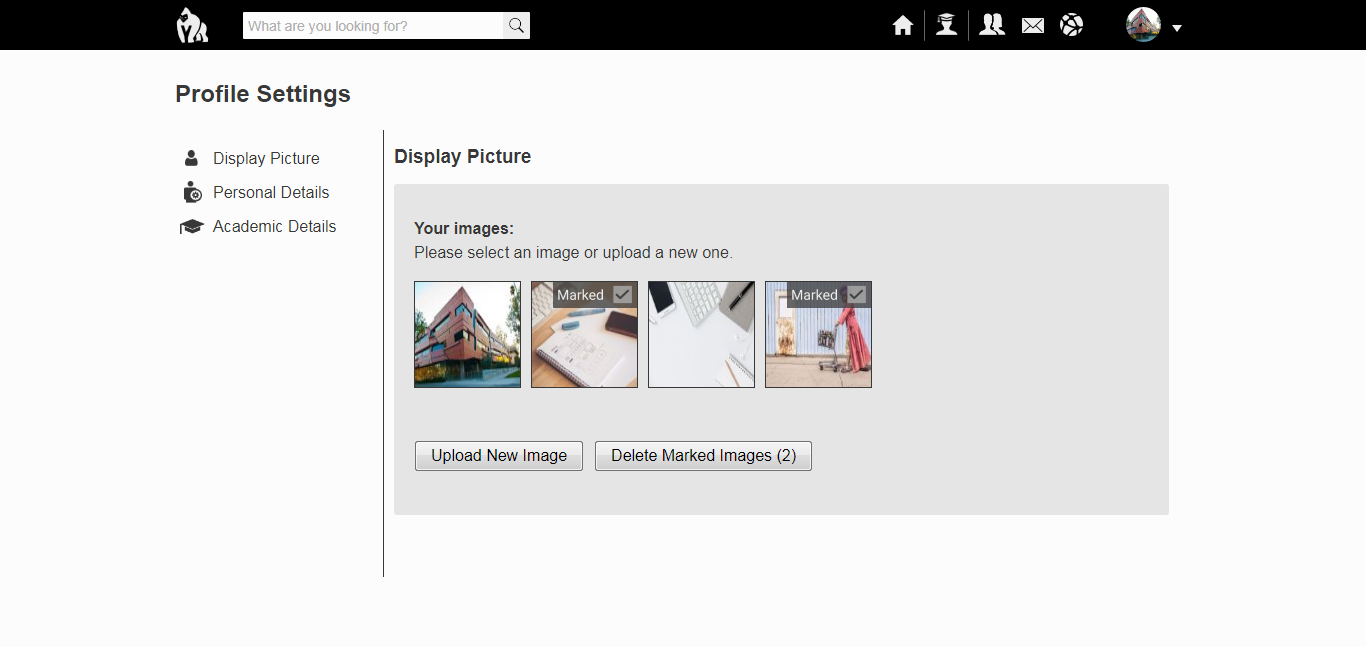 What are you looking for?
Profile Settings
Display Picture
Personal Details
Academic Details
Display Picture
Your images:
Please select an image or upload a new one.
Marked
Marked
Upload New Image
Delete Marked Images (2)